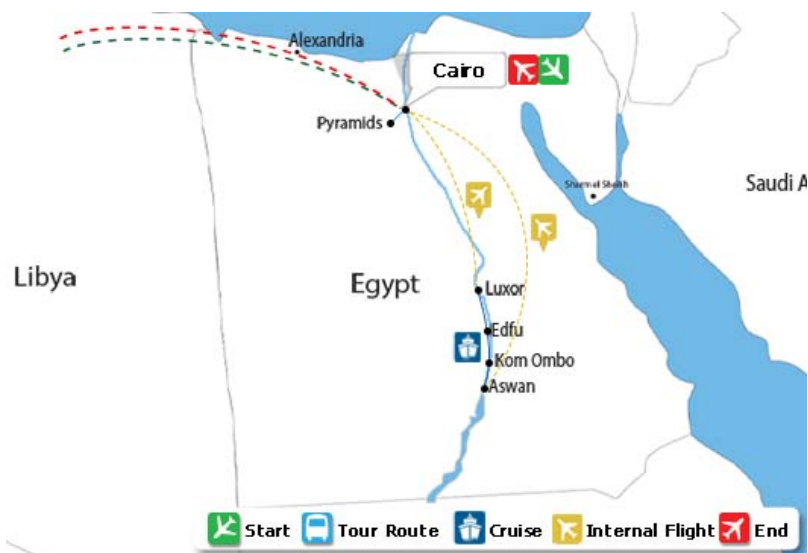 Alexandria
Cairo
Pyramids
Sharm el Sheikh
Saudi A
Libya
Egypt
Luxor
Edfu
Kom Ombo
Aswan
Start Tour Route Cruise Internal Flight End